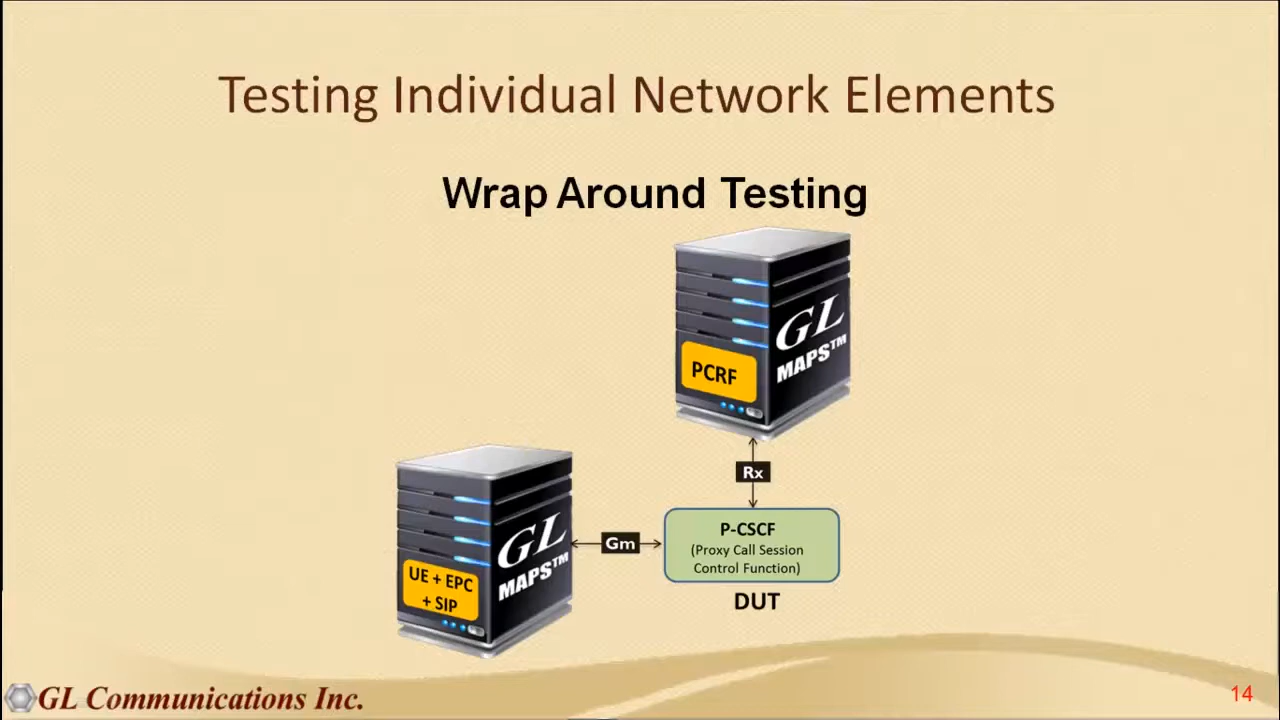 Testing Individual Network Elements
Wrap Around Testing
GL
MAPS™
PCRF
Rx
GL
MAPS™
UE + EPC
+ SIP
Gm
P-CSCF
(Proxy Call Session
Control Function)
DUT
GL Communications Inc.
14